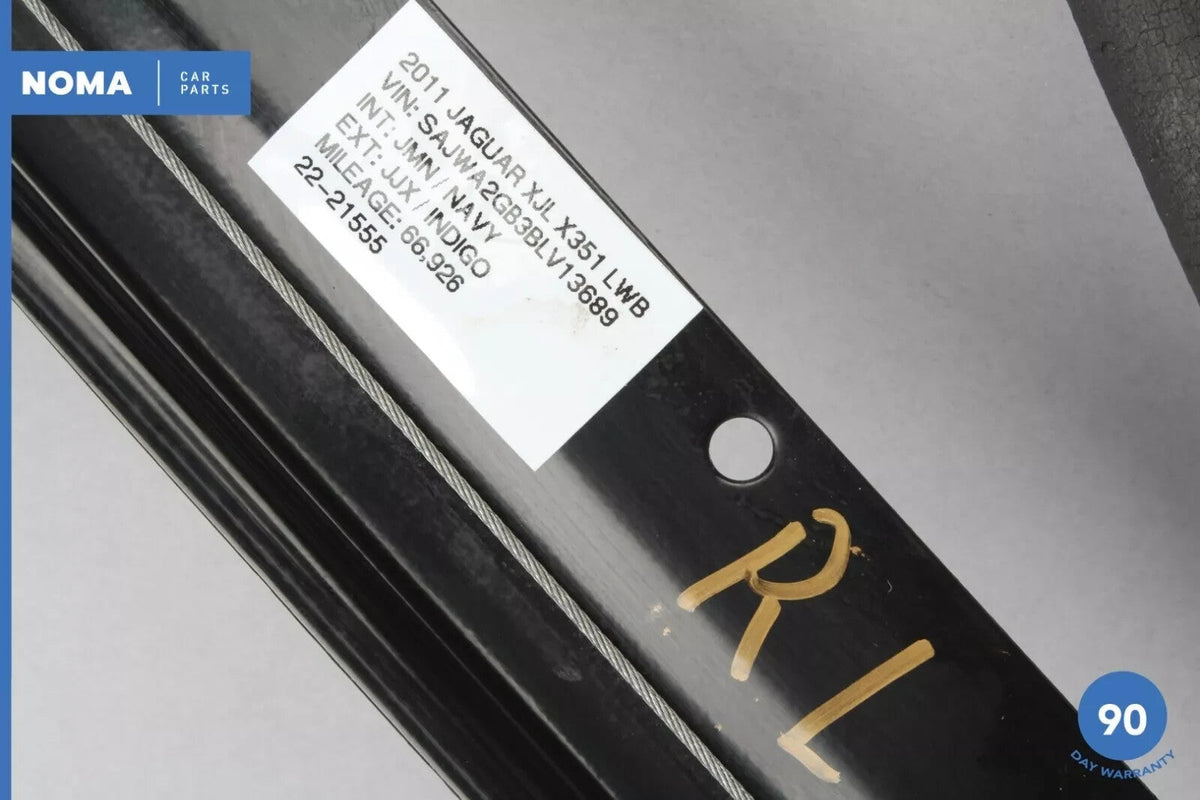 NOMA
CAR
PARTS
2011 JAGUAR XJL X351 LWB
VIN: SAJWA2GB3BLV13689
INT: JMN / NAVY
EXT: JJX / INDIGO
MILEAGE: 66,926
22-21555
RL
90
DAY WARRANTY